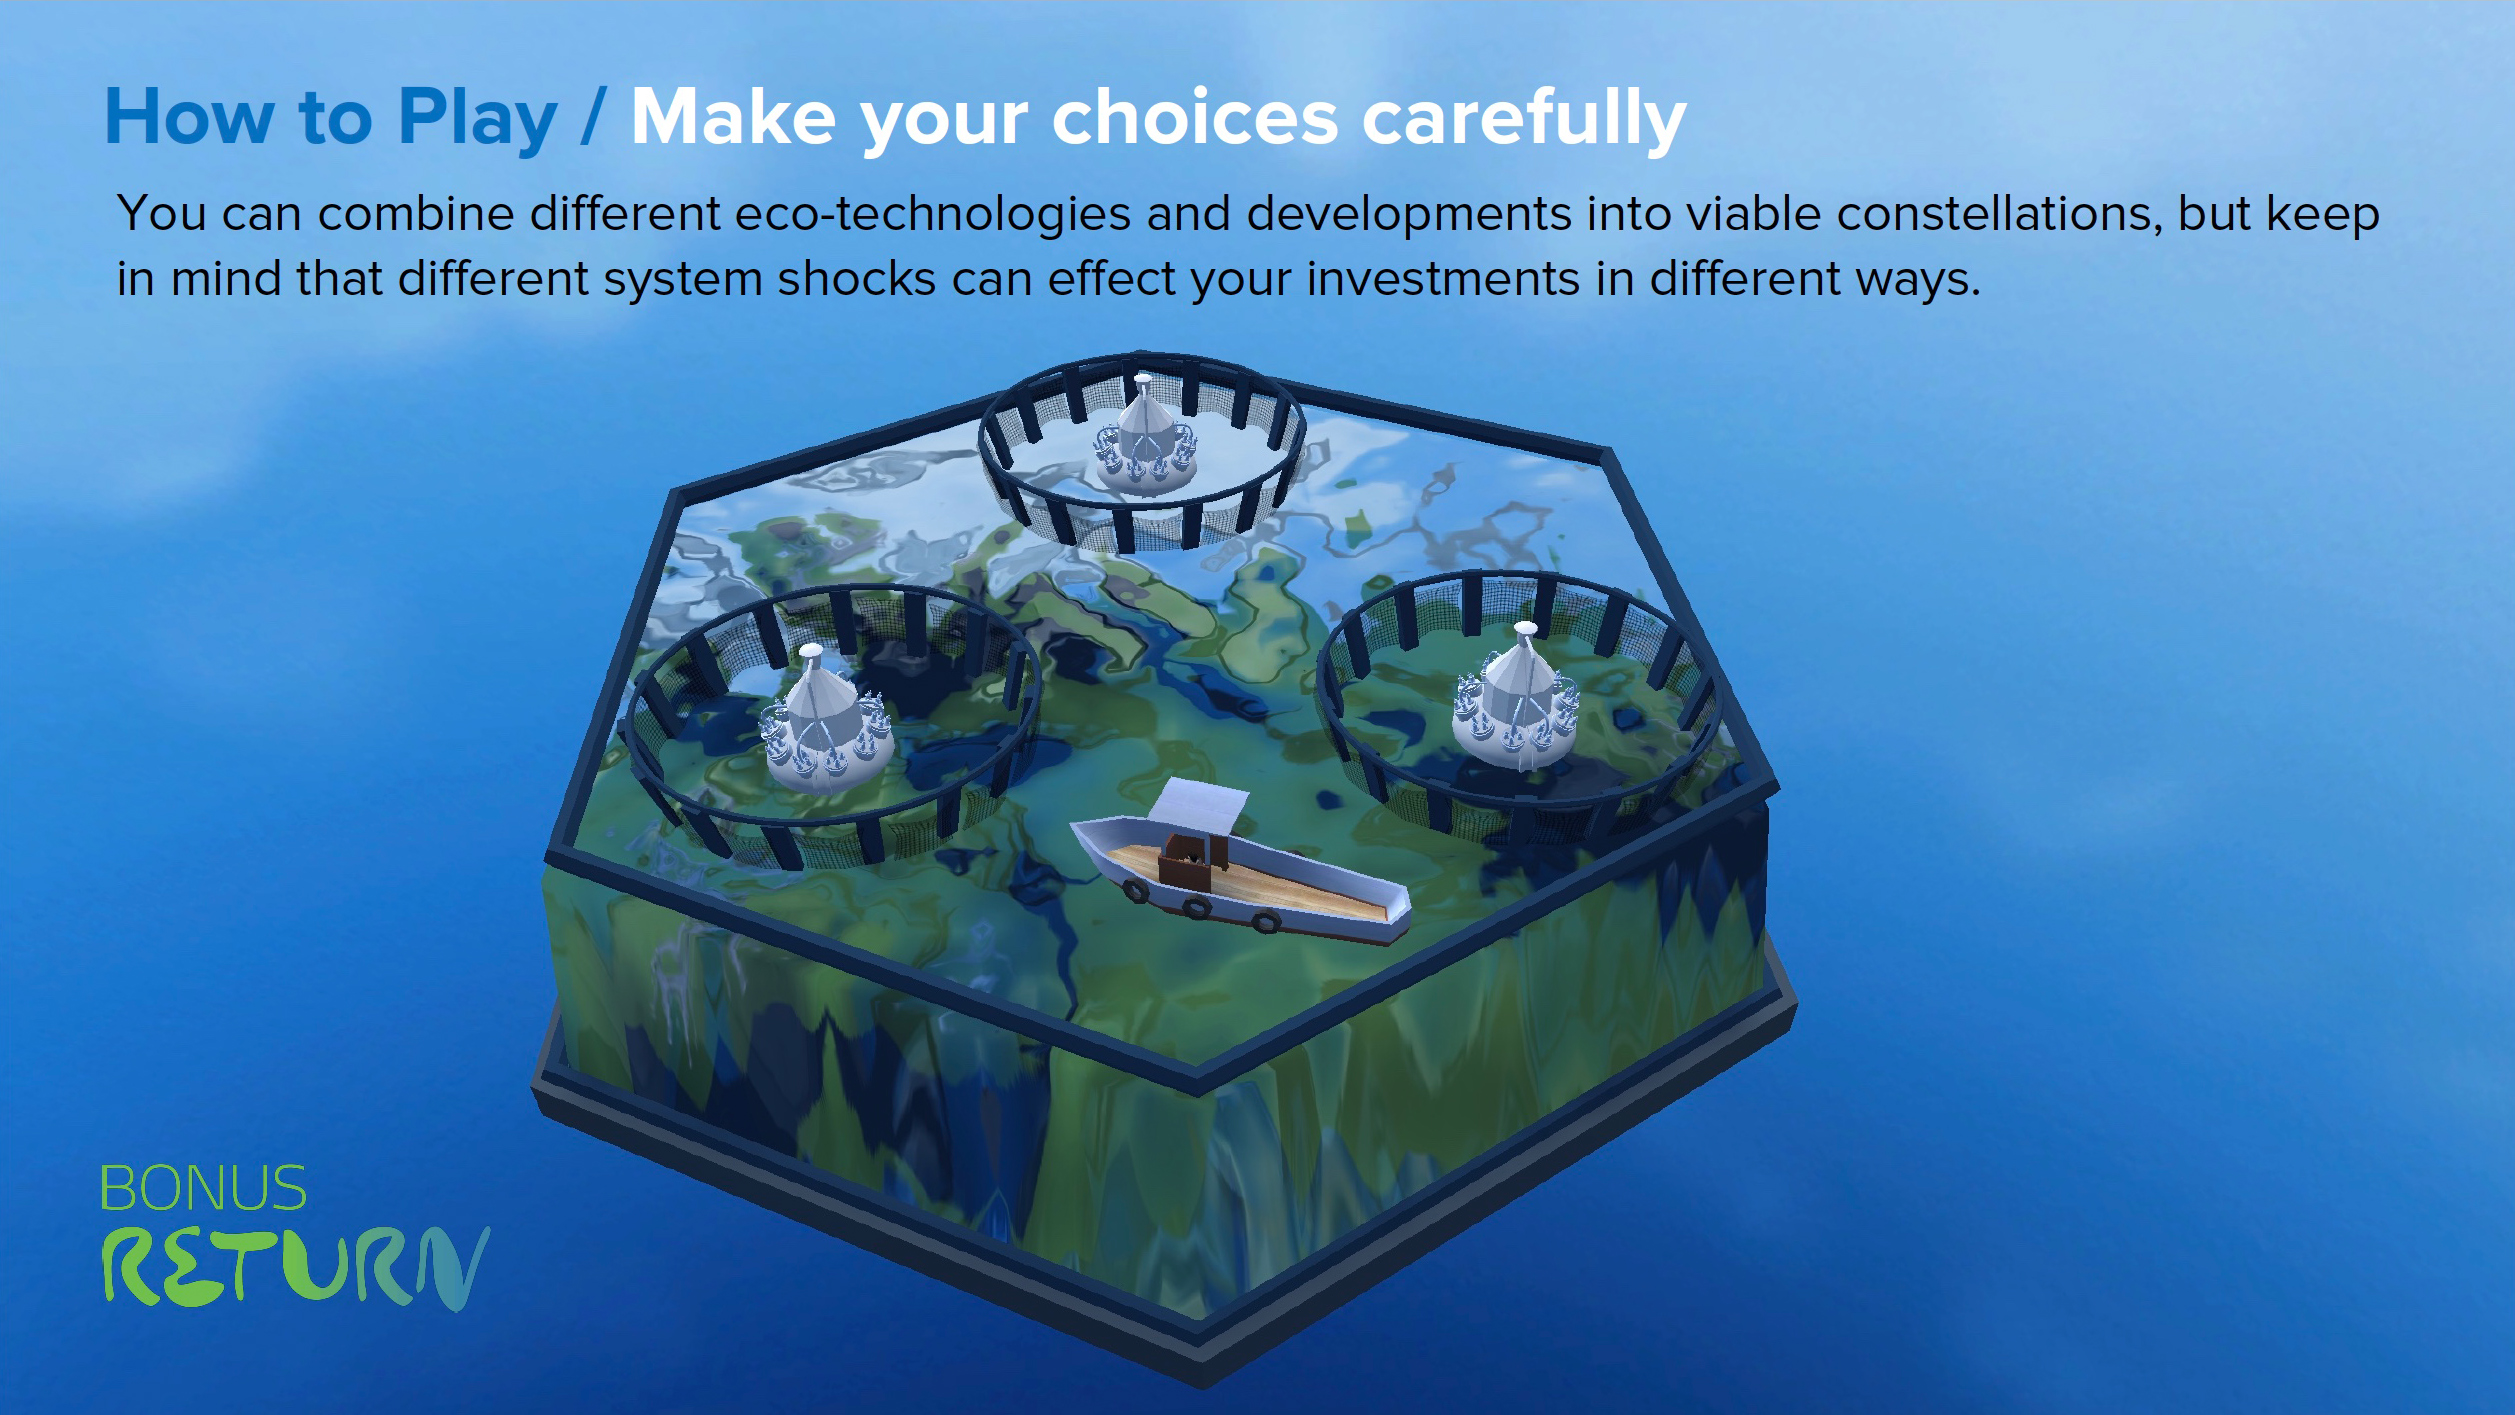 How to Play / Make your choices carefully
You can combine different eco-technologies and developments into viable constellations, but keep
in mind that different system shocks can effect your investments in different ways.
BONUS
RETURN